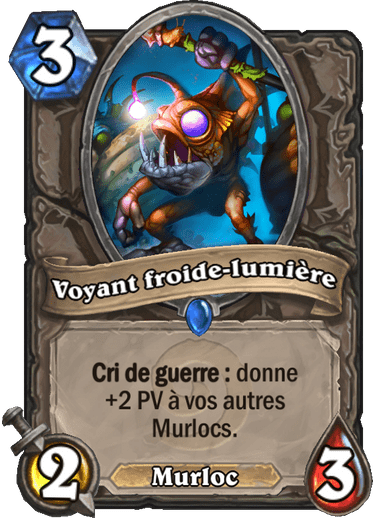 3
Voyant froide-lumière
Cri de guerre : donne
+2 PV à vos autres
Murlocs.
2
Murloc
3